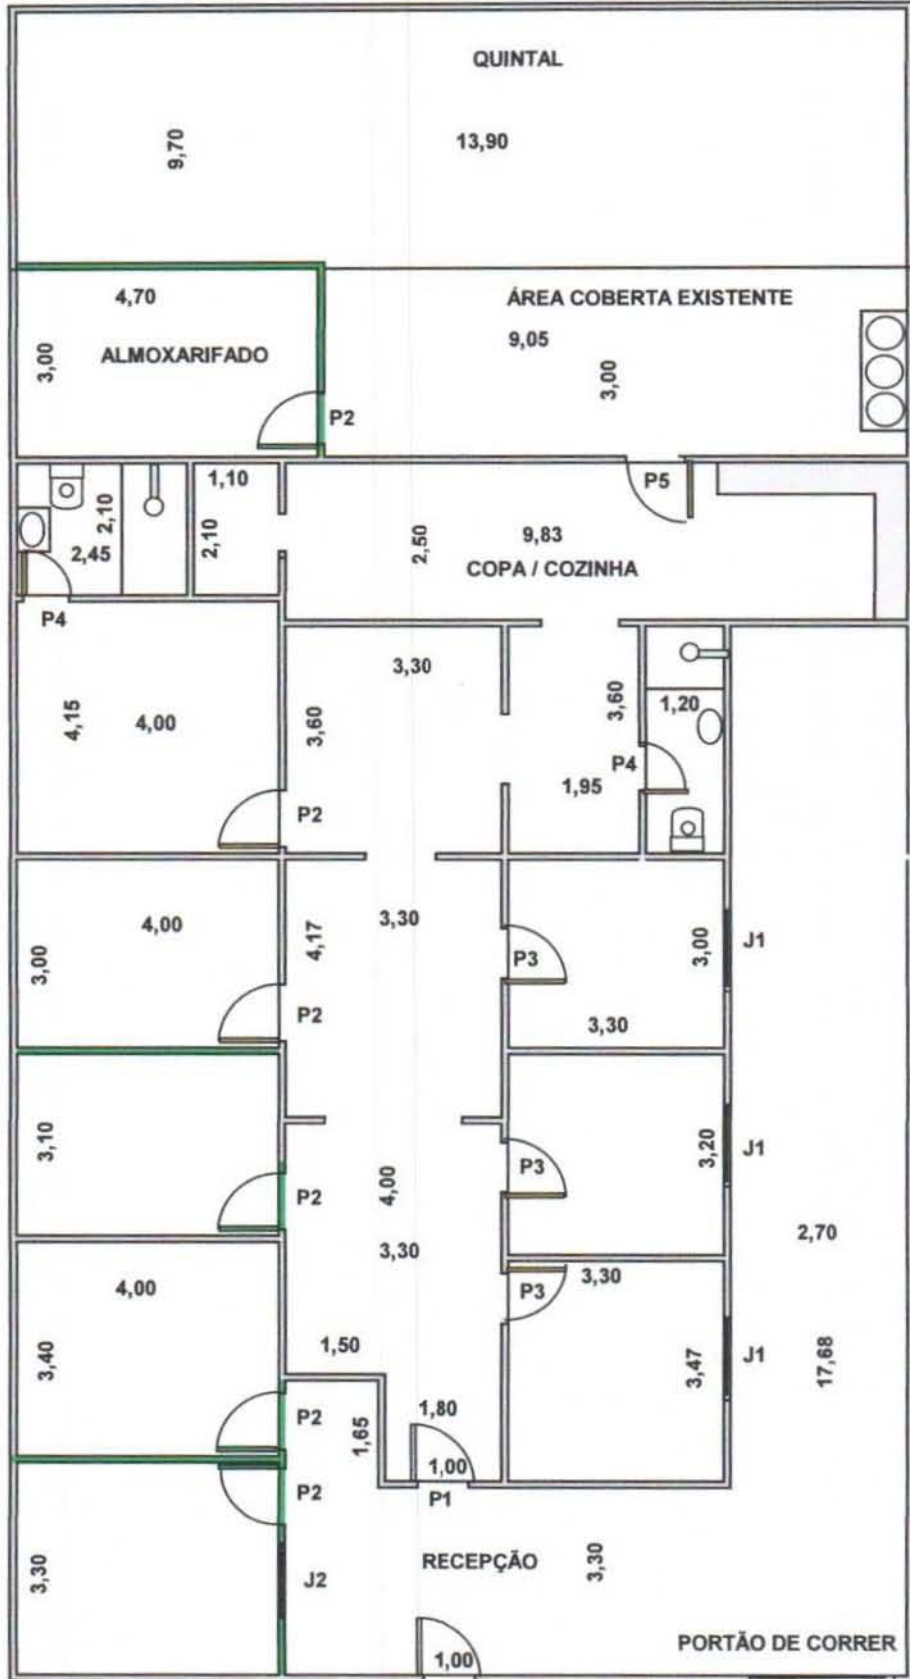 QUINTAL
9,70
13,90
4,70
ÁREA COBERTA EXISTENTE
9,05
3,00
ALMOXARIFADO
3,00
P2
1,10
P5
2,10
2,10
2,45
2,50
9,83
COPA / COZINHA
P4
3,30
4,15
4,00
3,60
3,60
1,20
P4
1,95
P2
4,00
3,30
4,17
3,00
P3
3,00
J1
P2
3,30
3,10
P3
3,20
J1
P2
4,00
2,70
3,30
4,00
3,30
P3
1,50
3,40
3,47
J1
17,68
1,80
P2
1,65
1,00
P2
P1
3,30
J2
RECEPÇÃO
3,30
PORTÃO DE CORRER
1,00